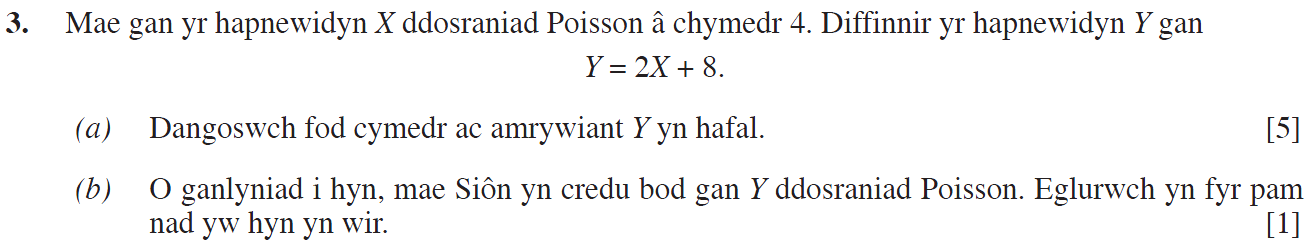 3. Mae gan yr hapnewidyn X ddosraniad Poisson â chymedr 4. Diffinnir yr hapnewidyn Y gan
Y = 2X + 8.
(a) Dangoswch fod cymedr ac amrywiant Y yn hafal. [5]
(b) O ganlyniad i hyn, mae Siôn yn credu bod gan Y ddosraniad Poisson. Eglurwch yn fyr pam
nad yw hyn yn wir. [1]